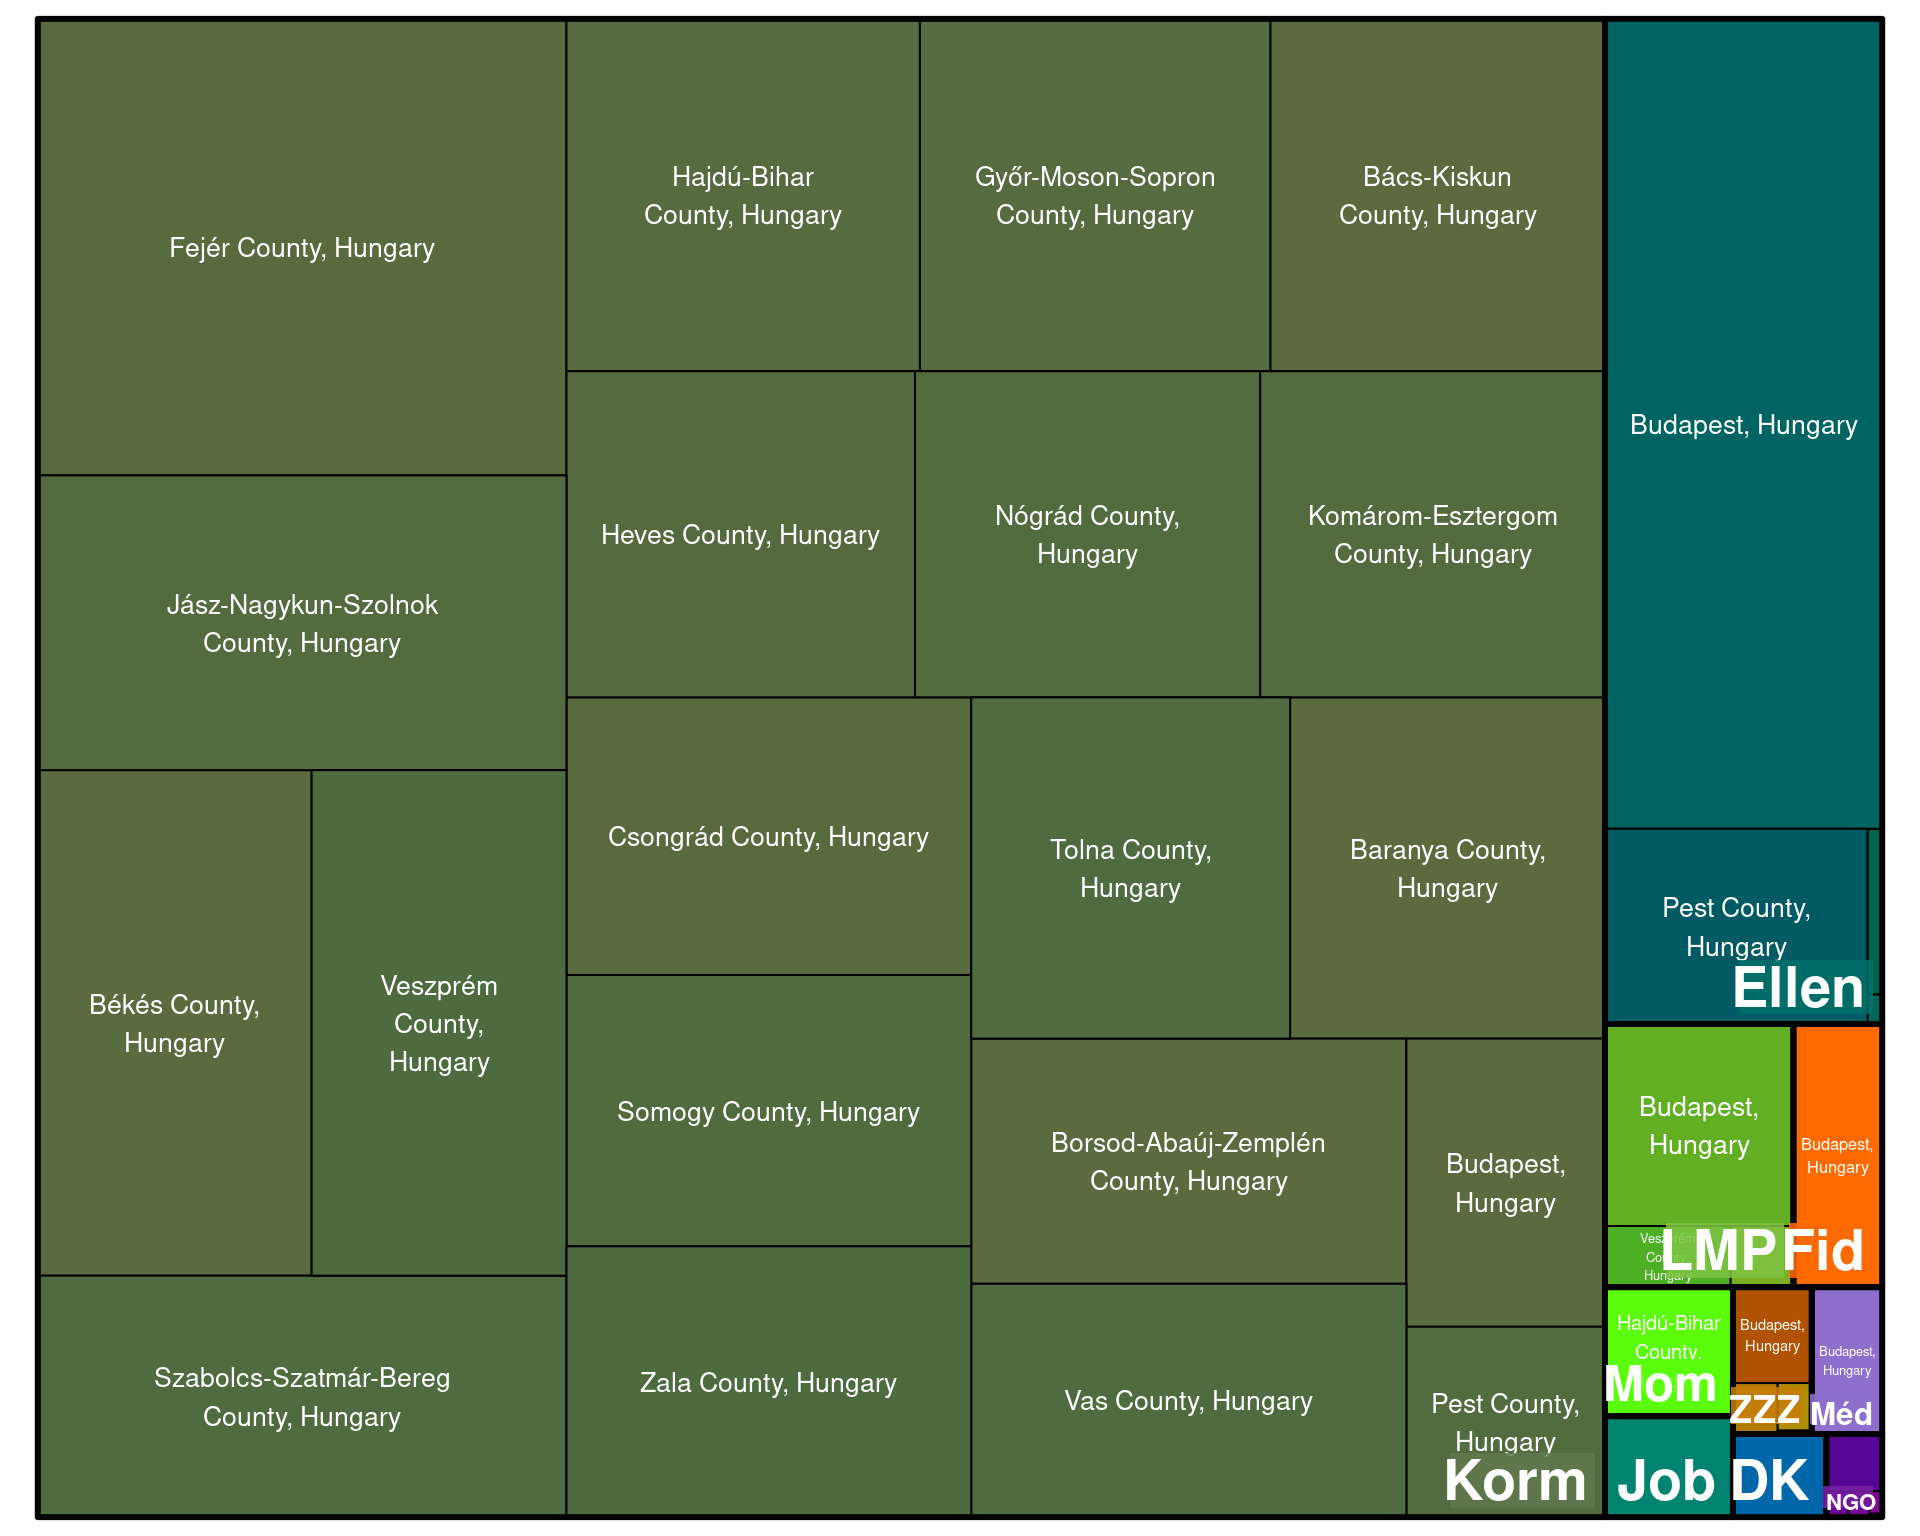 Fejér County, Hungary
Hajdú-Bihar
County, Hungary
Győr-Moson-Sopron
County, Hungary
Bács-Kiskun
County, Hungary
Budapest, Hungary
Jász-Nagykun-Szolnok
County, Hungary
Heves County, Hungary
Nógrád County,
Hungary
Komárom-Esztergom
County, Hungary
Békés County,
Hungary
Veszprém
County,
Hungary
Csongrád County, Hungary
Tolna County,
Hungary
Baranya County,
Hungary
Pest County,
Hungary
Ellen
Somogy County, Hungary
Borsod-Abaúj-Zemplén
County, Hungary
Budapest,
Hungary
Budapest,
Hungary
Budapest,
Hungary
Veszprém
County,
Hungary
LMP
Fid
Szabolcs-Szatmár-Bereg
County, Hungary
Zala County, Hungary
Vas County, Hungary
Pest County,
Hungary
Korm
Hajdú-Bihar
County,
Mom
Budapest,
Hungary
ZZZ
Budapest,
Hungary
Méd
Job
DK
NGO